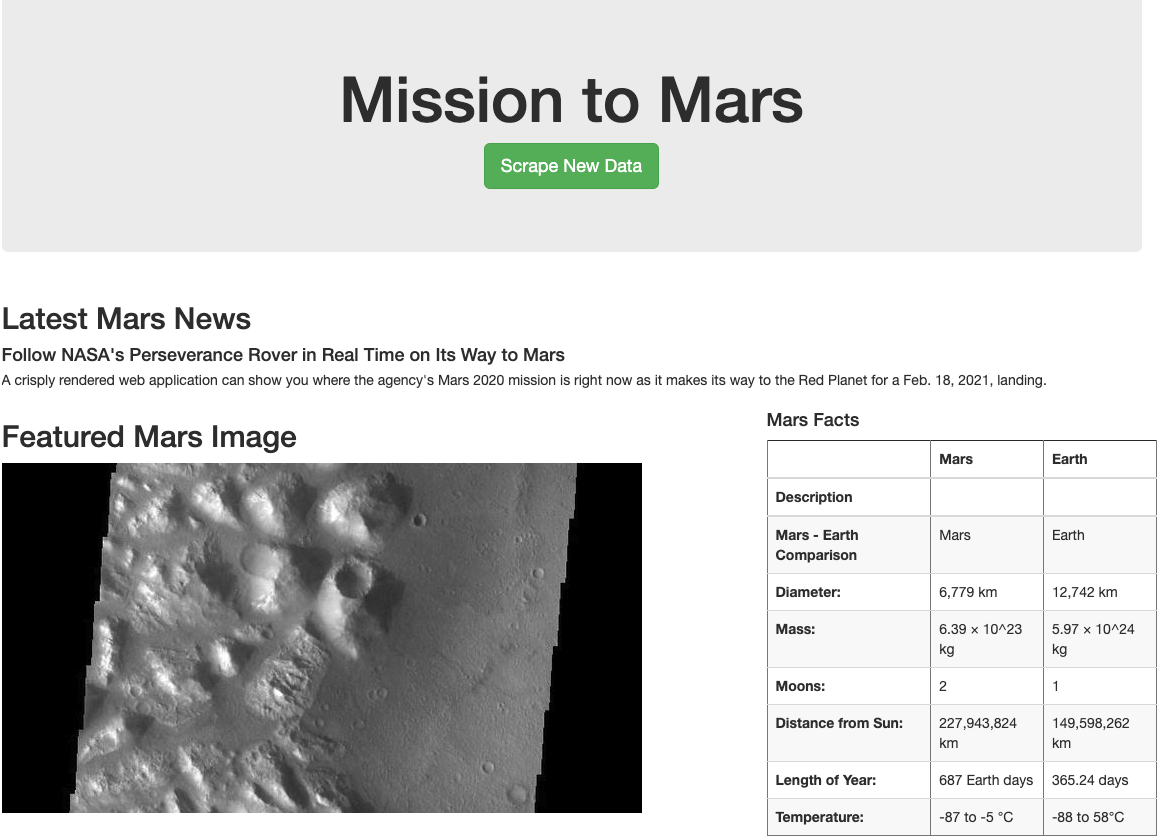 Mission to Mars
Scrape New Data
Latest Mars News
Follow NASA's Perseverance Rover in Real Time on Its Way to Mars
A crisply rendered web application can show you where the agency's Mars 2020 mission is right now as it makes its way to the Red Planet for a Feb. 18, 2021, landing.
Featured Mars Image
Mars Facts
Mars Earth
Description
Mars - Earth Mars Earth
Comparison
Diameter: 6,779 km 12,742 km
Mass: 6.39 × 10^23 5.97 × 10^24
kg kg
Moons: 2 1
Distance from Sun: 227,943,824 149,598,262
km km
Length of Year: 687 Earth days 365.24 days
Temperature: -87 to -5 °C -88 to 58°C